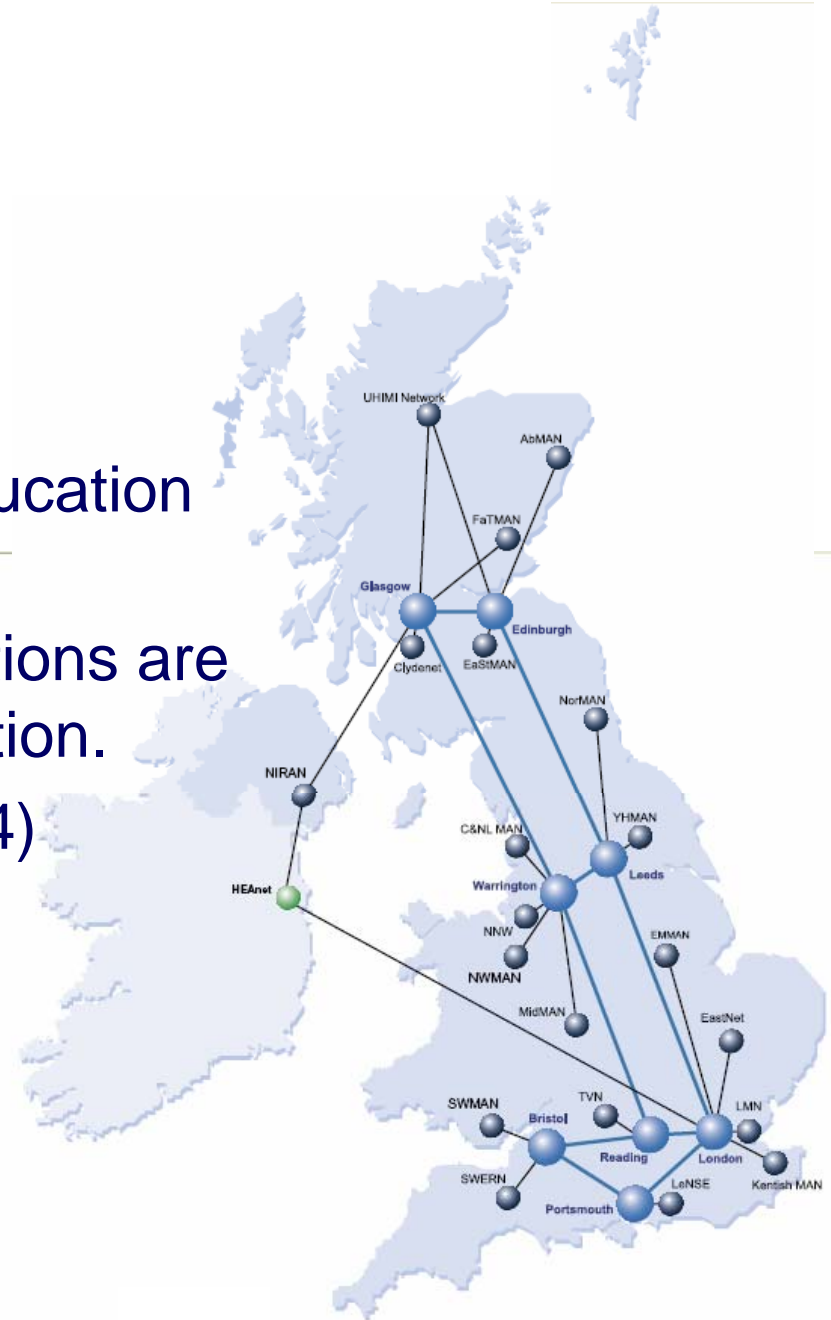 UHIMI Network
AbMAN
ucation
FaTMAN
Glasgow
Edinburgh
tions are
Clydenet
EaStMAN
NorMAN
tion.
NIRAN
4)
C&NL MAN
YHMAN
Leeds
Warrington
HEAnet
NNW
EMMAN
NWMAN
MidMAN
EastNet
TVN
SWMAN
Bristol
LMN
Reading
London
SWERN
LeNSE
Kentish MAN
Portsmouth